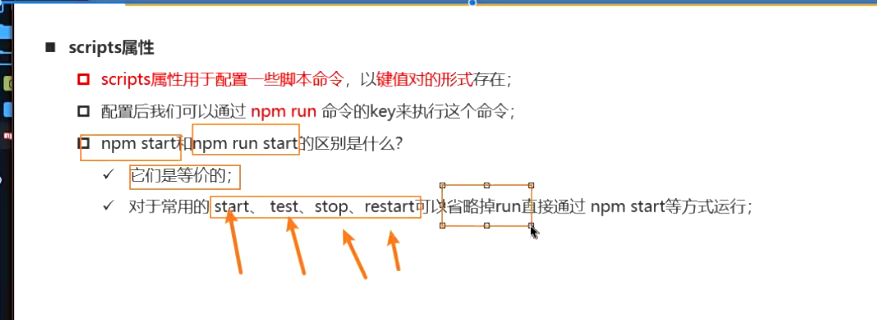 scripts属性
scripts属性用于配置一些脚本命令，以键值对的形式存在；
配置后我们可以通过 npm run 命令的key来执行这个命令；
npm start和npm run start的区别是什么？
它们是等价的；
对于常用的 start、 test、stop、restart可以省略掉run直接通过 npm start等方式运行；